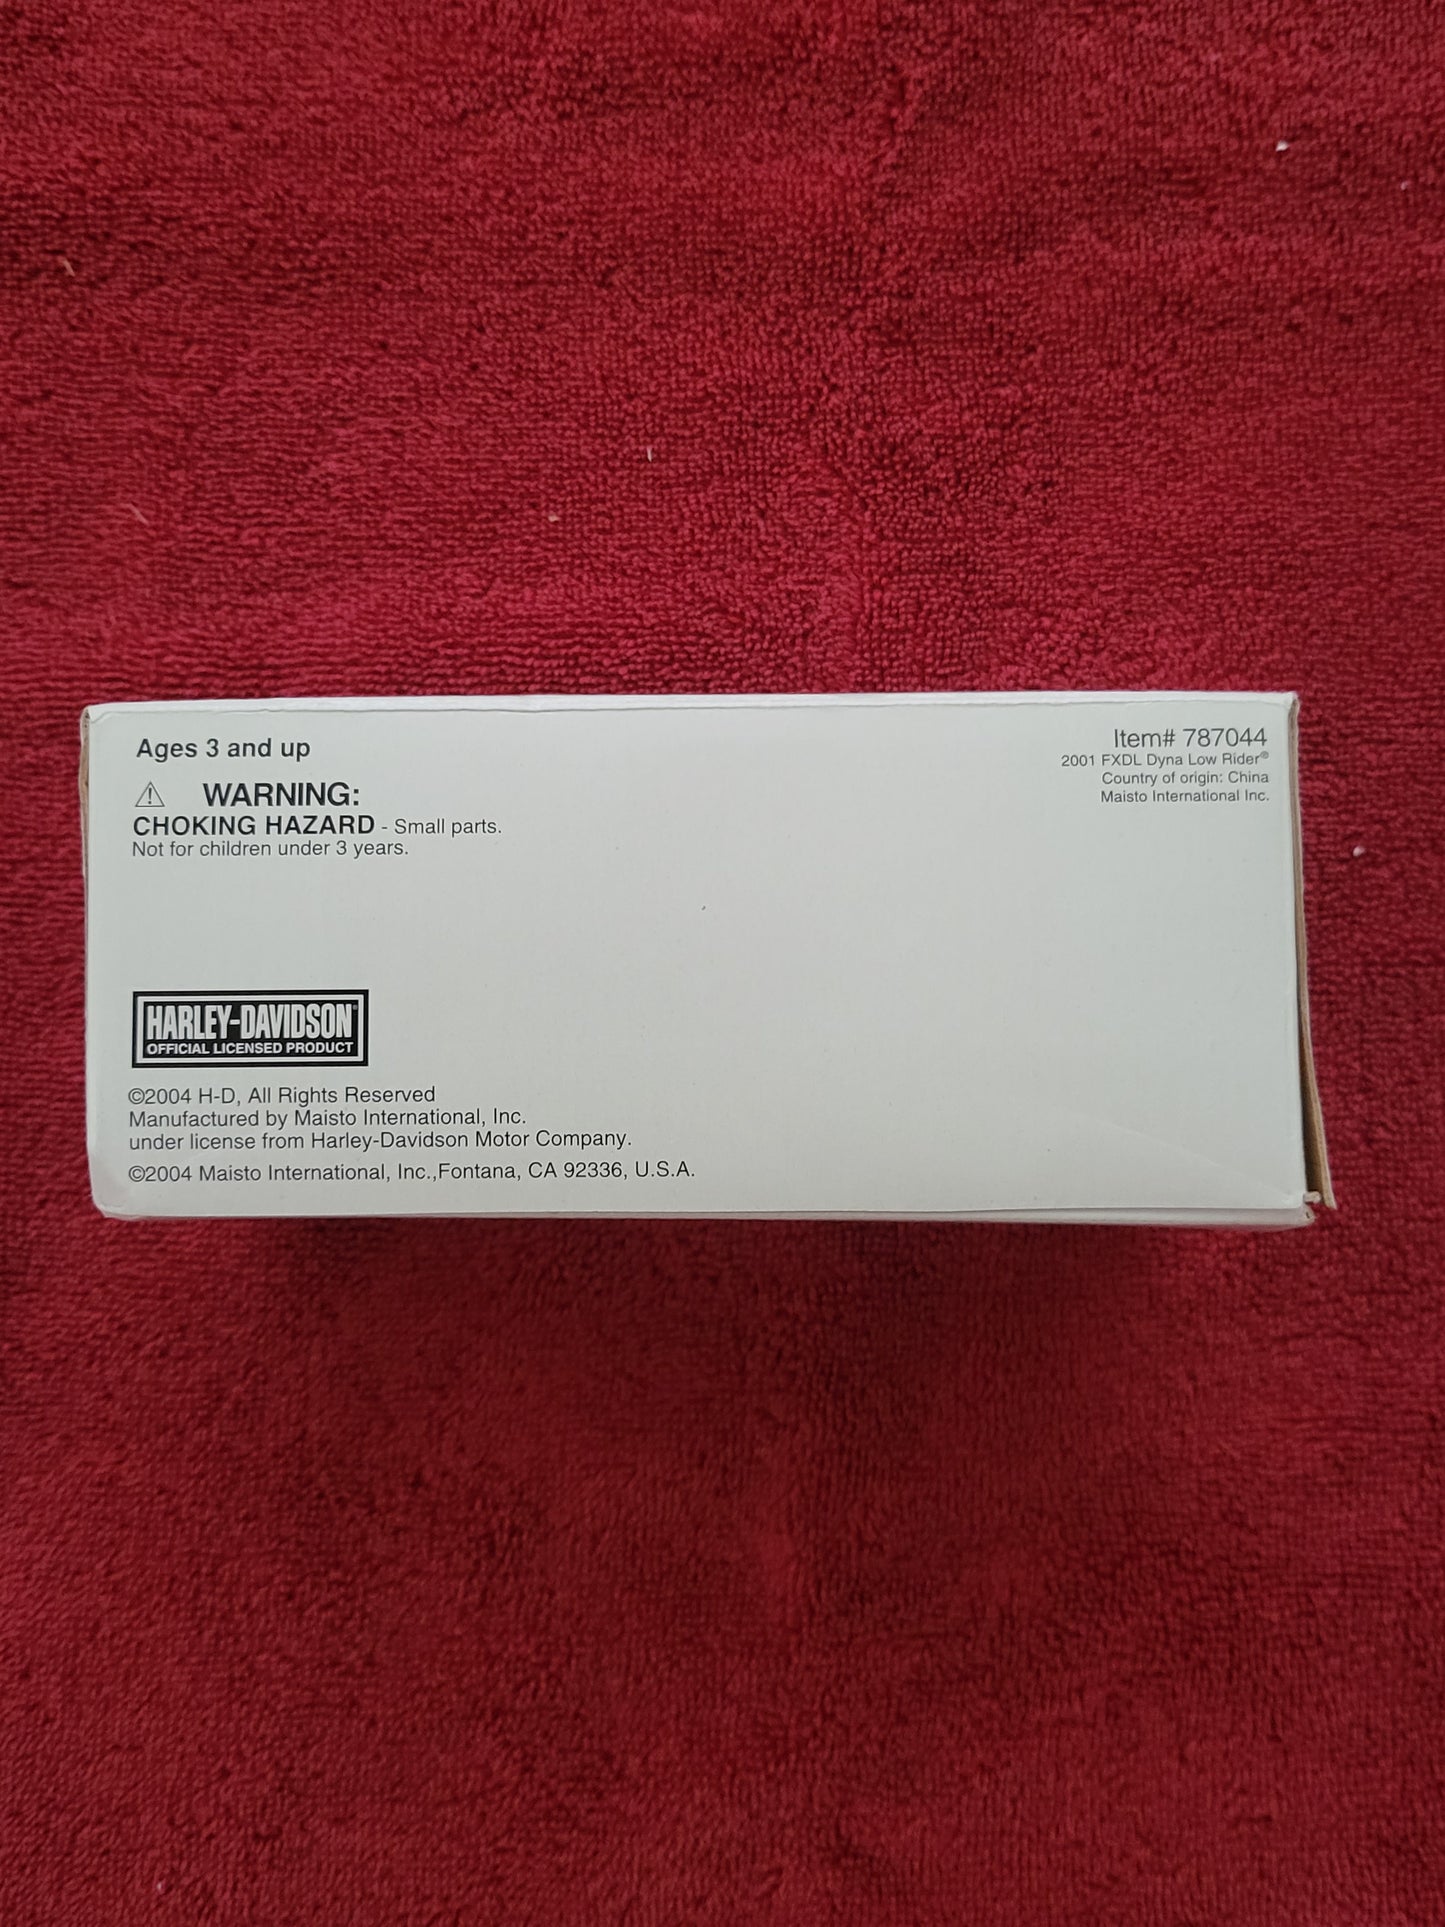 Ages 3 and up
⚠ WARNING:
CHOKING HAZARD - Small parts.
Not for children under 3 years.
Item# 787044
2001 FXDL Dyna Low Rider®
Country of origin: China
Maisto International Inc.
HARLEY-DAVIDSON®
OFFICIAL LICENSED PRODUCT
©2004 H-D, All Rights Reserved
Manufactured by Maisto International, Inc.
under license from Harley-Davidson Motor Company.
©2004 Maisto International, Inc.,Fontana, CA 92336, U.S.A.